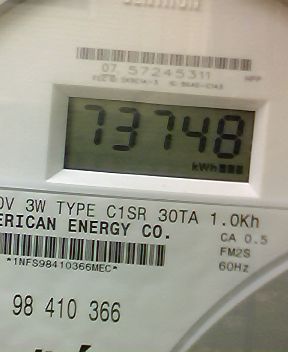 07 57245311
73748
kWh
0V 3W TYPE C1SR 30TA 1.0Kh
ERICAN ENERGY CO.
CA 0.5
FM2S
60Hz
*1NFS98410366MEC*
98 410 366